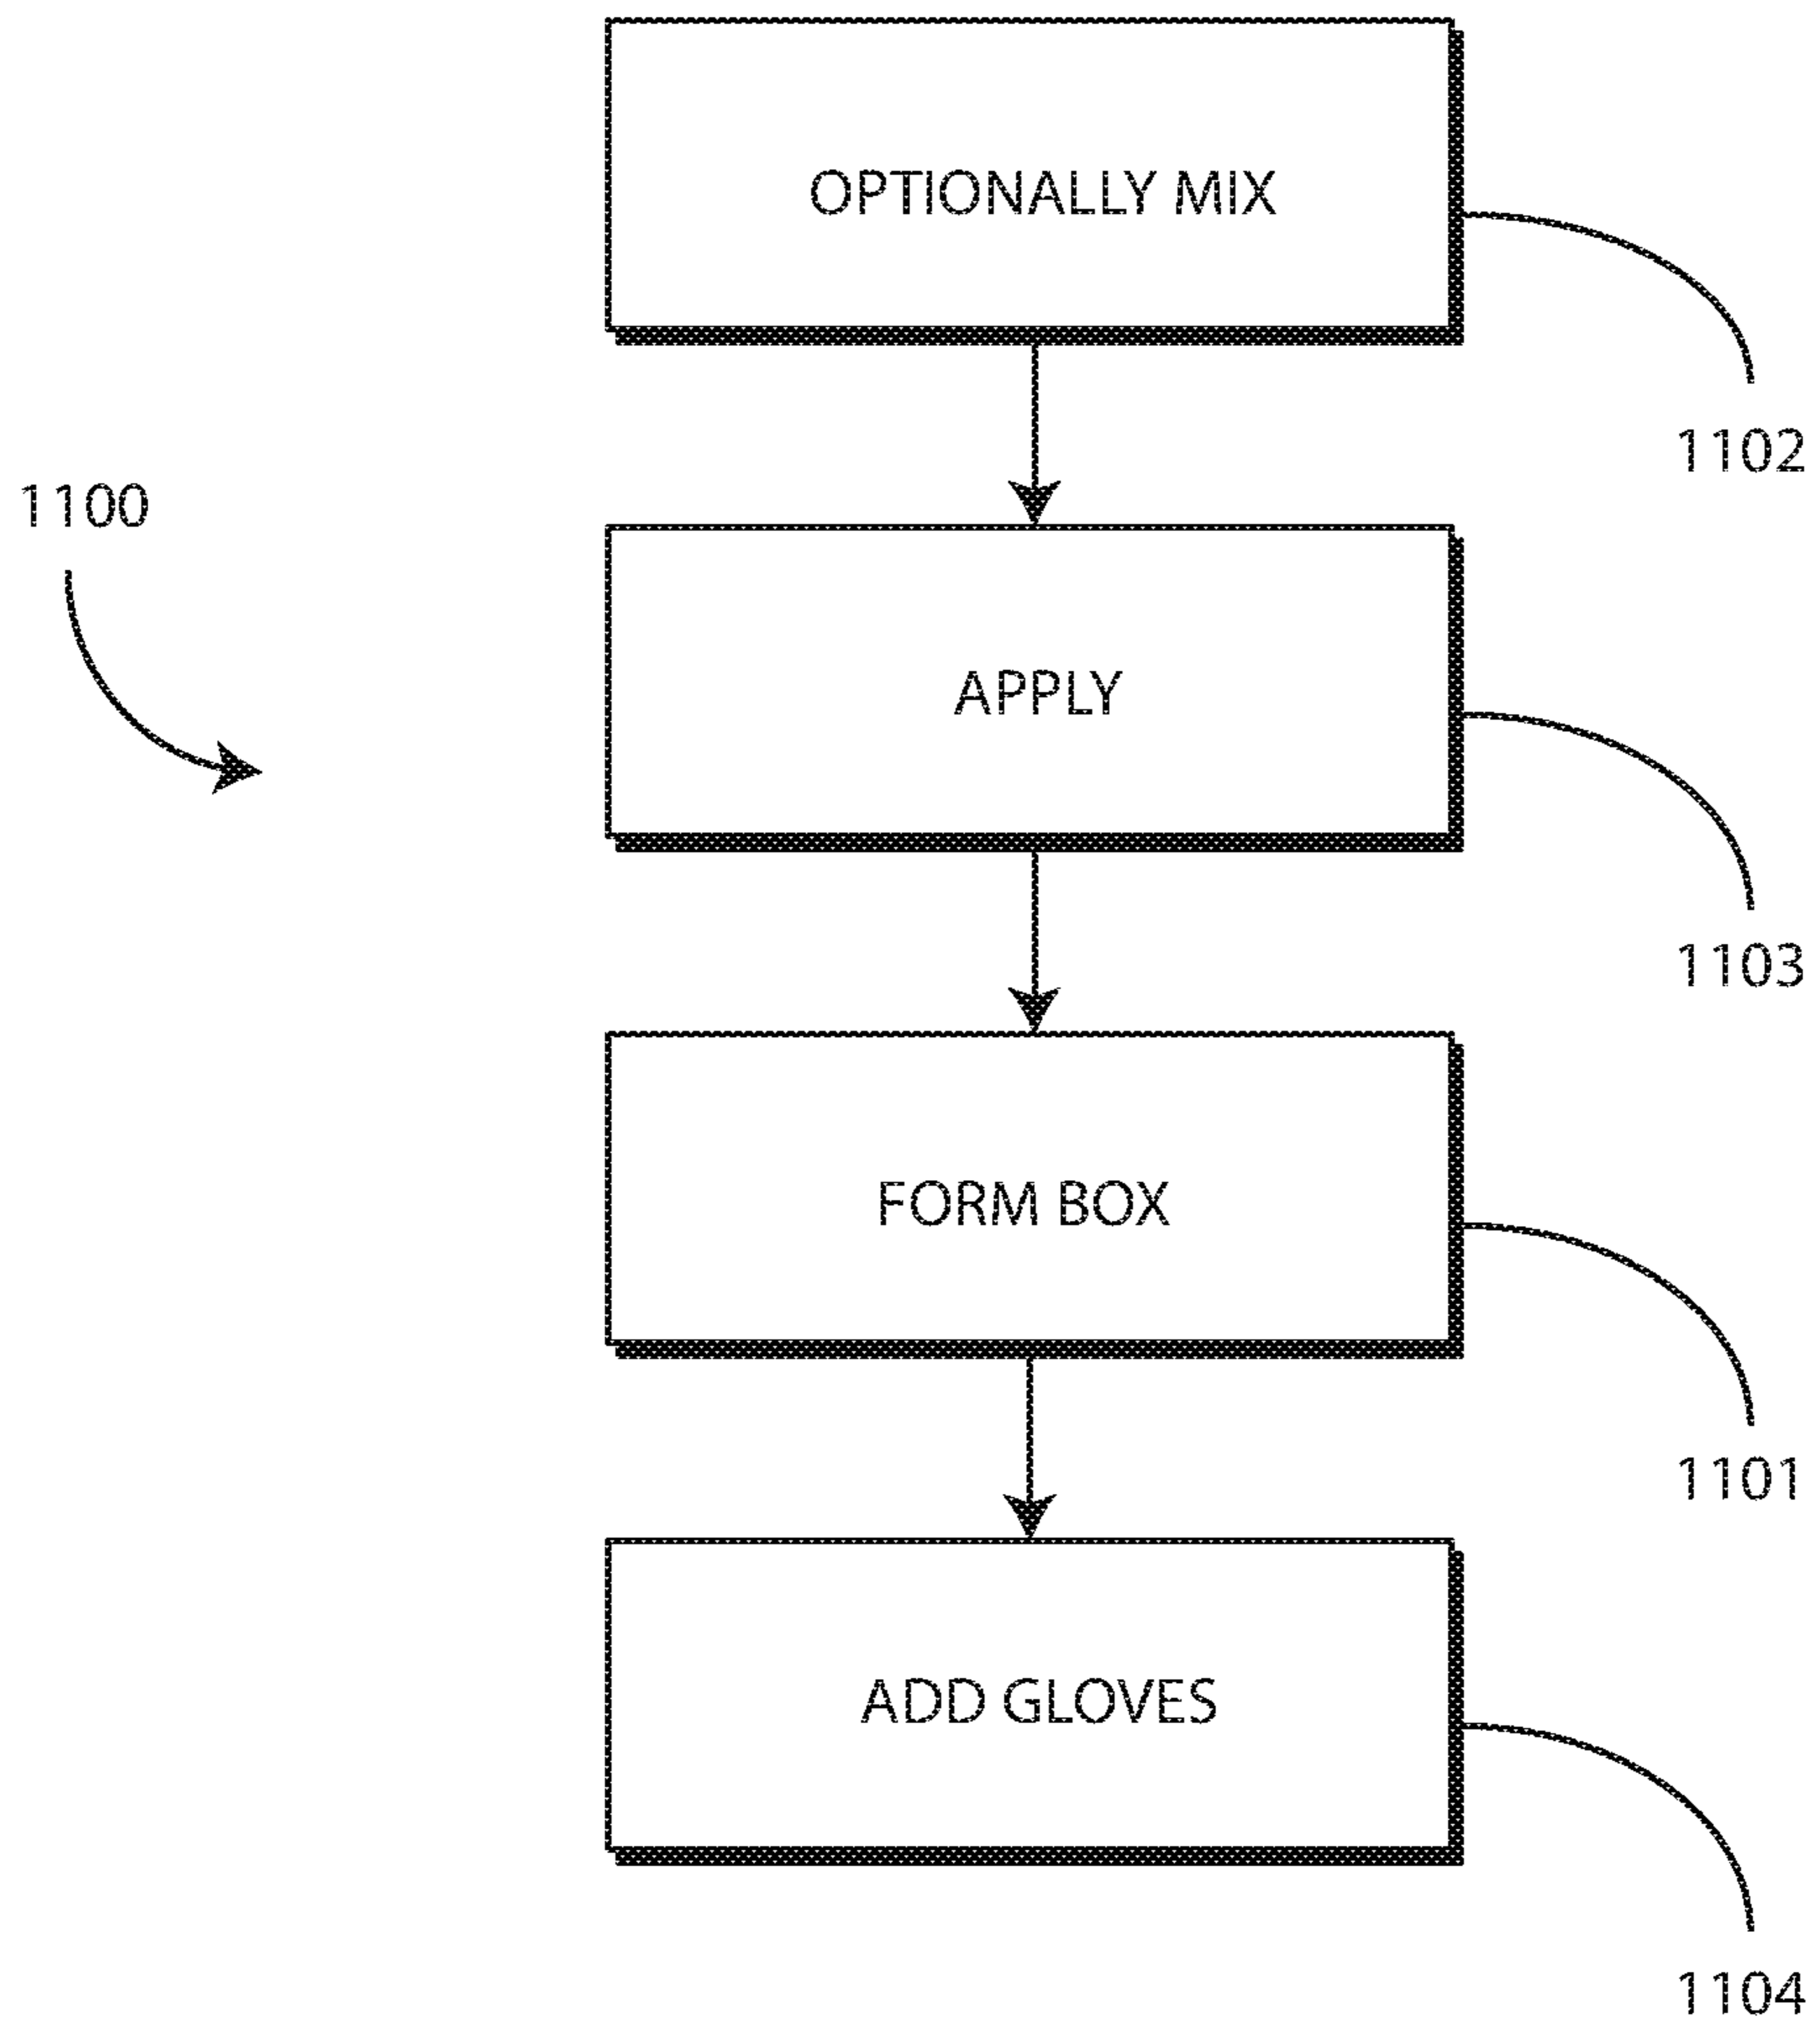 OPTIONALLY MIX
1102
1100
APPLY
1103
FORM BOX
1101
ADD GLOVES
1104